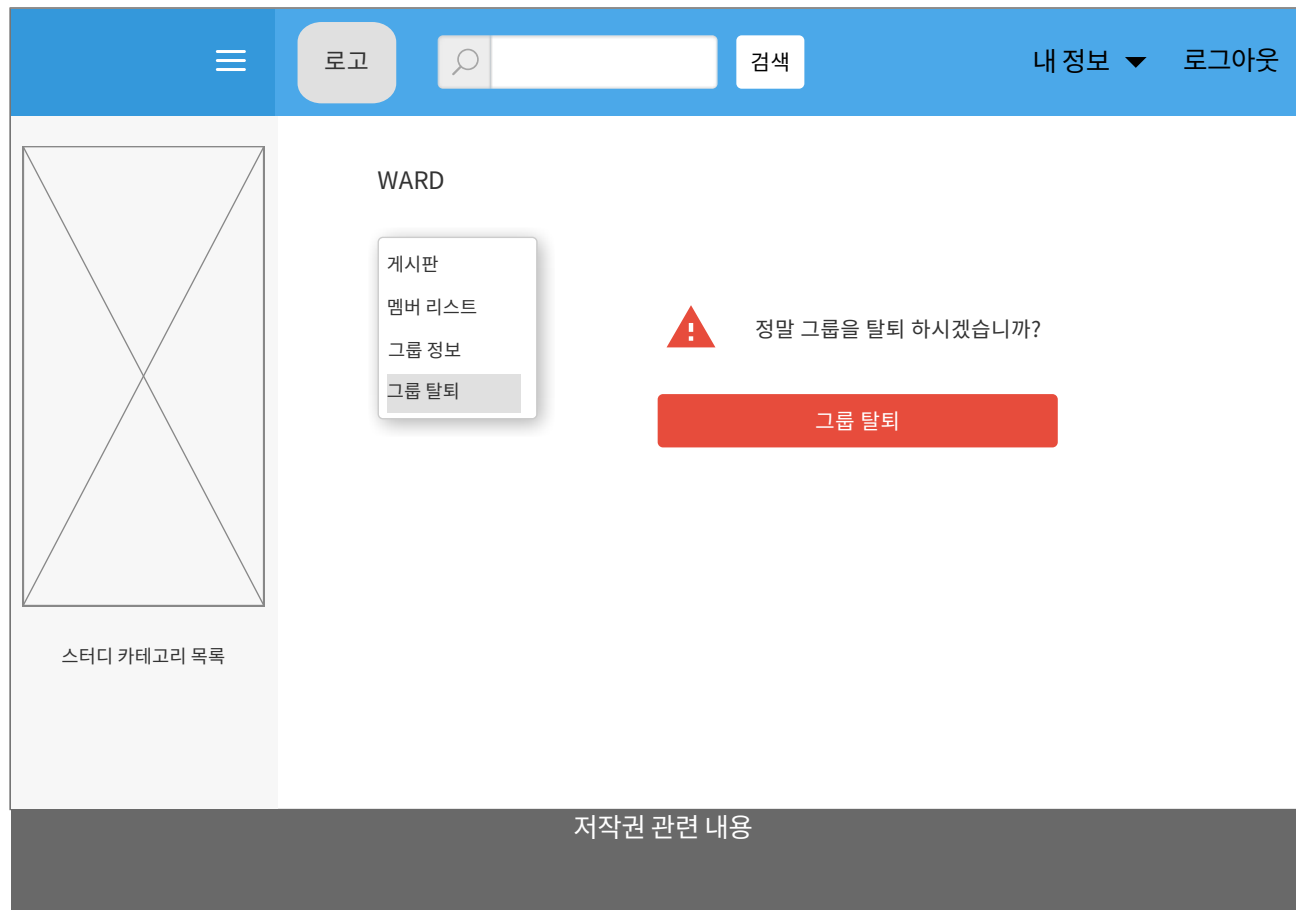 로고
검색
내 정보
로그아웃
WARD
게시판
멤버 리스트
그룹 정보
그룹 탈퇴
정말 그룹을 탈퇴 하시겠습니까?
그룹 탈퇴
스터디 카테고리 목록
저작권 관련 내용